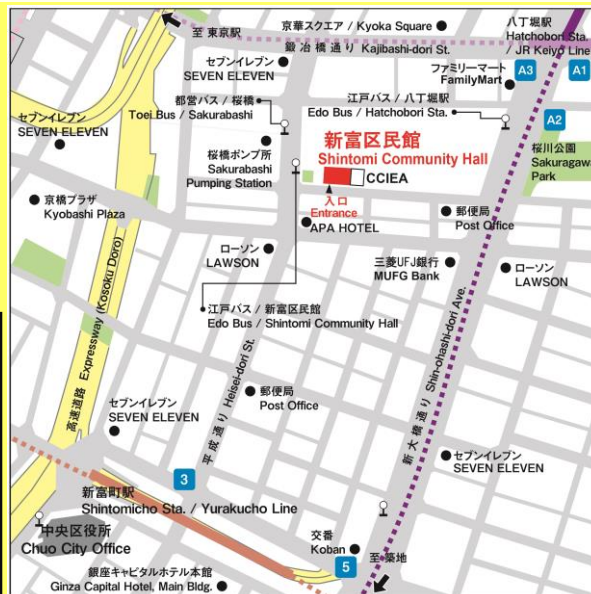 京華スクエア / Kyoka Square
八丁堀駅
Hatchobori Sta.
/ JR Keiyo Line
至 東京駅
鍛冶橋通り Kajibashi-dori St.
セブンイレブン
SEVEN ELEVEN
ファミリーマート
FamilyMart
A3
A1
都営バス / 桜橋
Toei Bus / Sakurabashi
江戸バス / 八丁堀駅
Edo Bus / Hatchobori Sta.
A2
セブンイレブン
SEVEN ELEVEN
桜橋ポンプ所
Sakurabashi
Pumping Station
新富区民館
Shintomi Community Hall
CCIEA
桜川公園
Sakuragawa
Park
入口
Entrance
京橋プラザ
Kyobashi Plaza
APA HOTEL
郵便局
Post Office
ローソン
LAWSON
三菱UFJ銀行
MUFG Bank
ローソン
LAWSON
江戸バス / 新富区民館
Edo Bus / Shintomi Community Hall
高速道路 Expressway (Kosoku Doro)
平成通り Heisei-dori St.
新大橋通り Shin-ohashi-dori Ave.
セブンイレブン
SEVEN ELEVEN
郵便局
Post Office
セブンイレブン
SEVEN ELEVEN
3
新富町駅
Shintomicho Sta. / Yurakucho Line
中央区役所
Chuo City Office
交番
Koban
至 築地
5
銀座キャピタルホテル本館
Ginza Capital Hotel, Main Bldg.